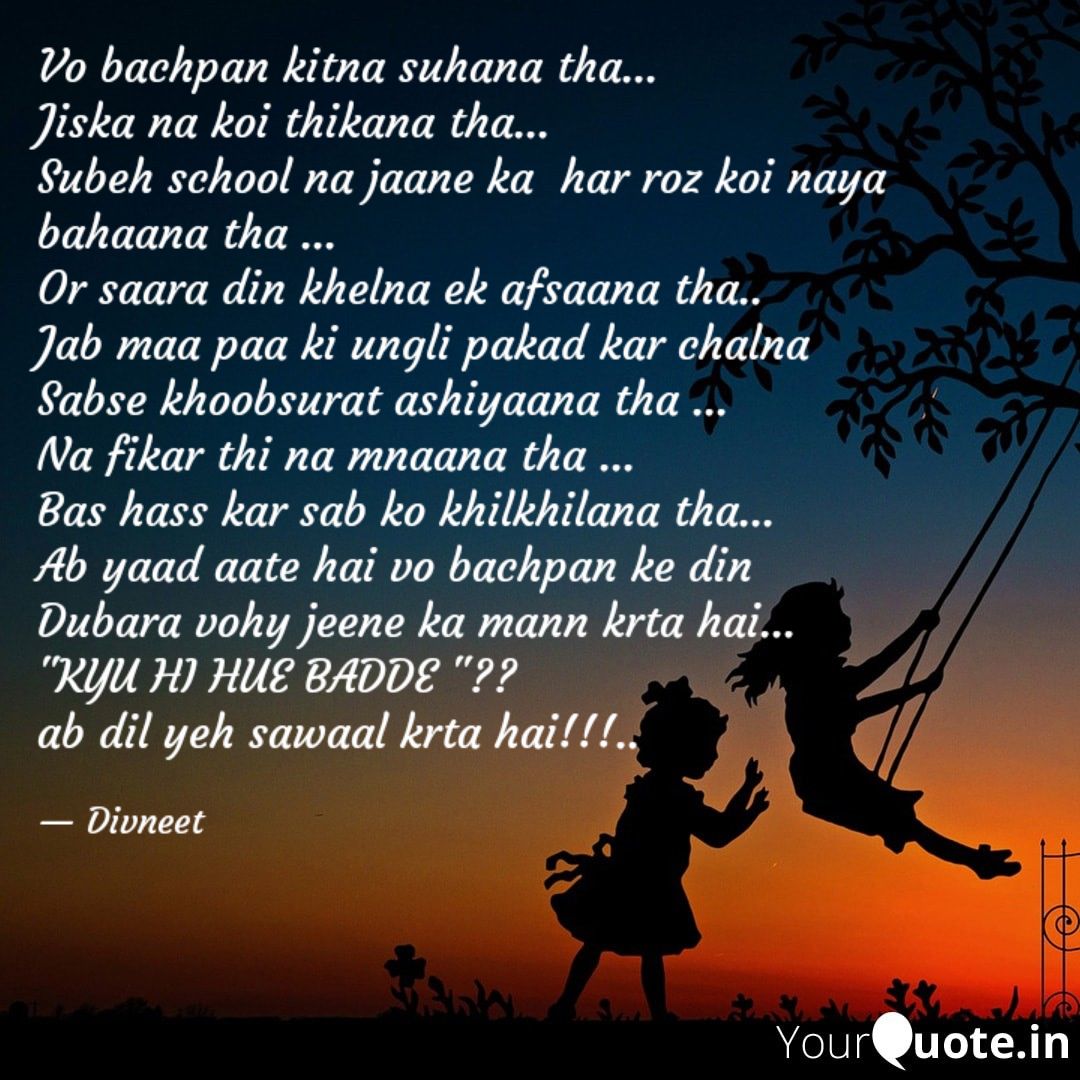 Vo bachpan kitna suhana tha...
Jiska na koi thikana tha...
Subeh school na jaane ka  har roz koi naya
bahaana tha ...
Or saara din khelna ek afsaana tha..
Jab maa paa ki ungli pakad kar chalna
Sabse khoobsurat ashiyaana tha ...
Na fikar thi na mnaana tha ...
Bas hass kar sab ko khilkhilana tha...
Ab yaad aate hai vo bachpan ke din
Dubara vohy jeene ka mann krta hai...
"KYU HI HUE BADDE "??
ab dil yeh sawaal krta hai!!!..
— Divneet
YourQuote.in